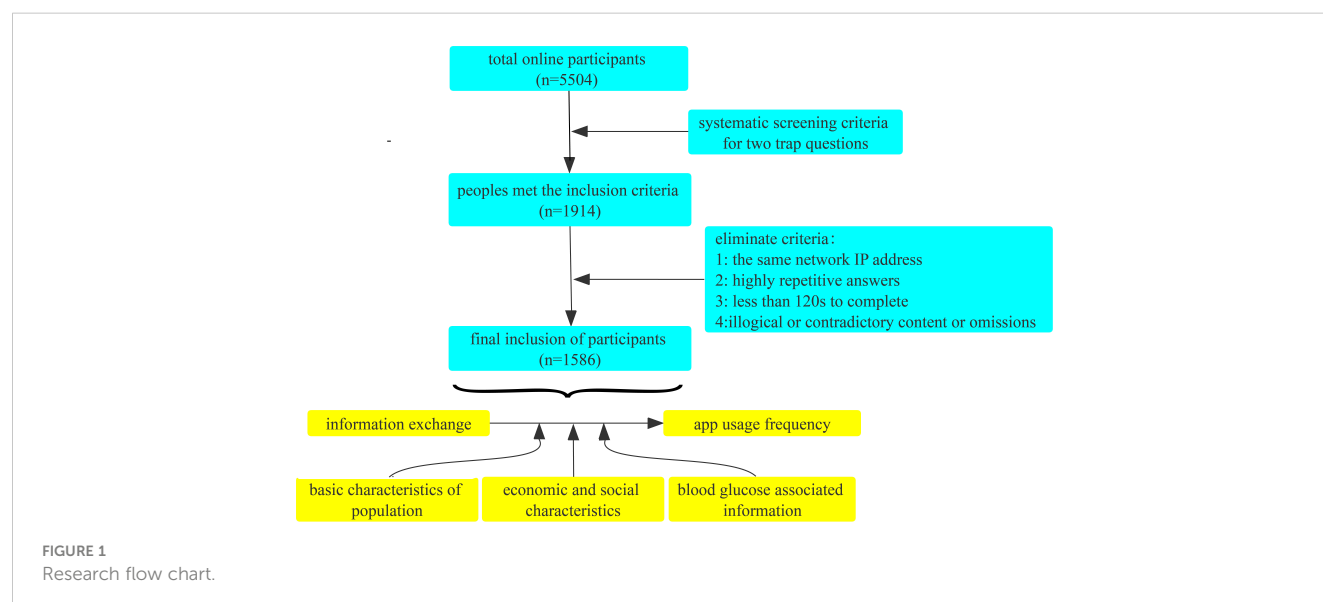 total online participants
(n=5504)
systematic screening criteria
for two trap questions
peoples met the inclusion criteria
(n=1914)
eliminate criteria:
1: the same network IP address
2: highly repetitive answers
3: less than 120s to complete
4:illogical or contradictory content or omissions
final inclusion of participants
(n=1586)
information exchange
app usage frequency
basic characteristics of
population
economic and social
characteristics
blood glucose associated
information
FIGURE 1
Research flow chart.